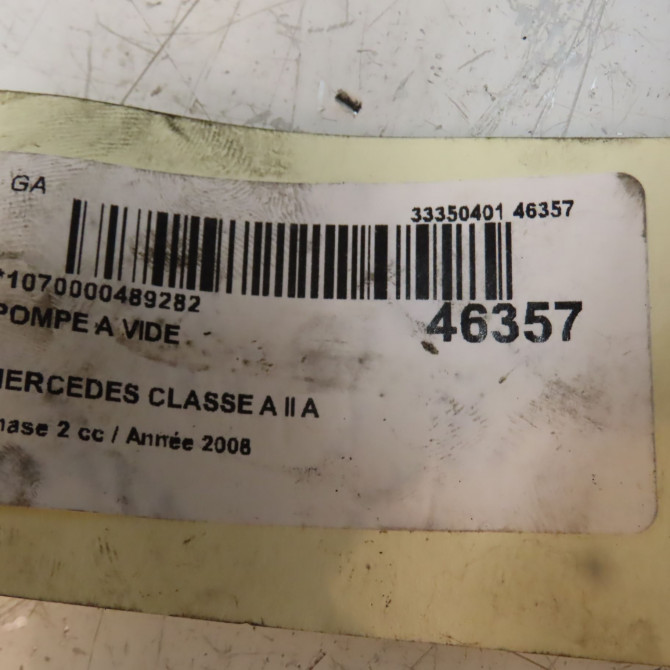 GA
33350401 46357
*1070000489282
46357
POMPE A VIDE
MERCEDES CLASSE A II A
hase 2 cc / Année 2008